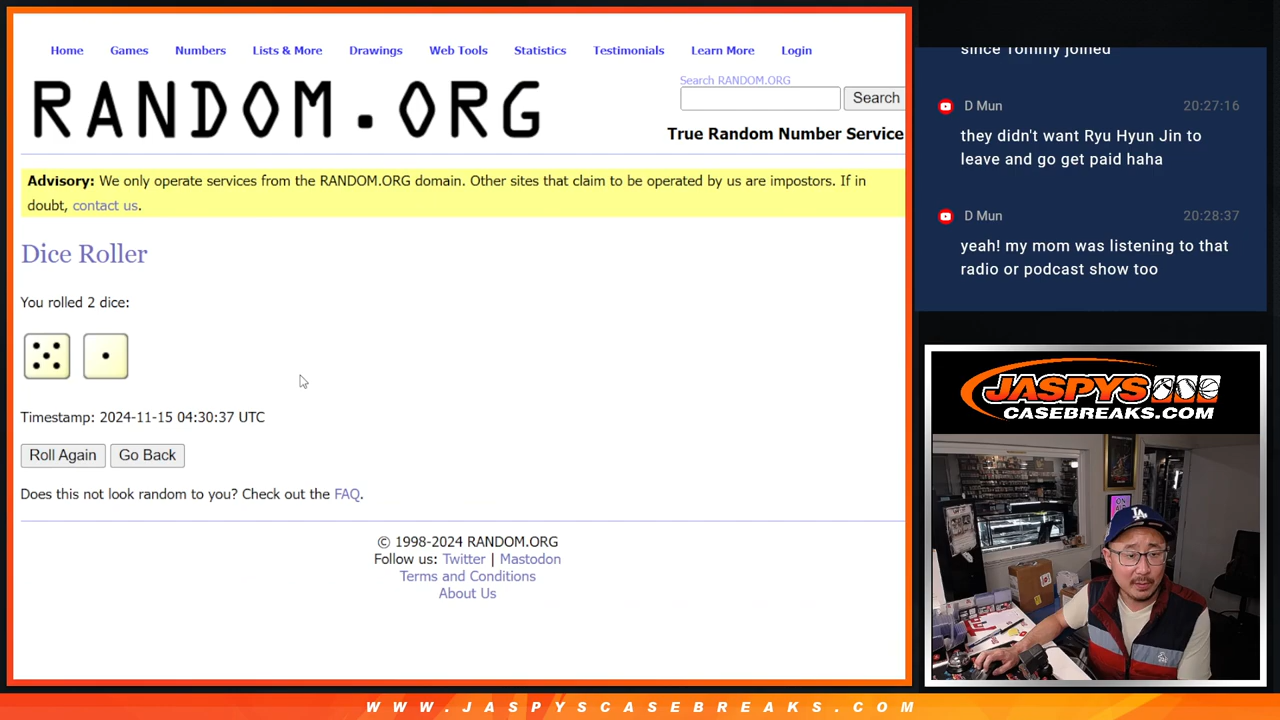 Home Games Numbers Lists & More Drawings Web Tools Statistics Testimonials Learn More Login
RANDOM.ORG
Search RANDOM.ORG
Search
True Random Number Service
Advisory: We only operate services from the RANDOM.ORG domain. Other sites that claim to be operated by us are impostors. If in
doubt, contact us.
Dice Roller
You rolled 2 dice:
Timestamp: 2024-11-15 04:30:37 UTC
Roll Again Go Back
Does this not look random to you? Check out the FAQ.
© 1998-2024 RANDOM.ORG
Follow us: Twitter | Mastodon
Terms and Conditions
About Us
since Tommy joined
D Mun 20:27:16
they didn't want Ryu Hyun Jin to
leave and go get paid haha
D Mun 20:28:37
yeah! my mom was listening to that
radio or podcast show too
JASPYS
CASEBREAKS.COM
LA
WWW.JASPYSCASEBREAKS.COM